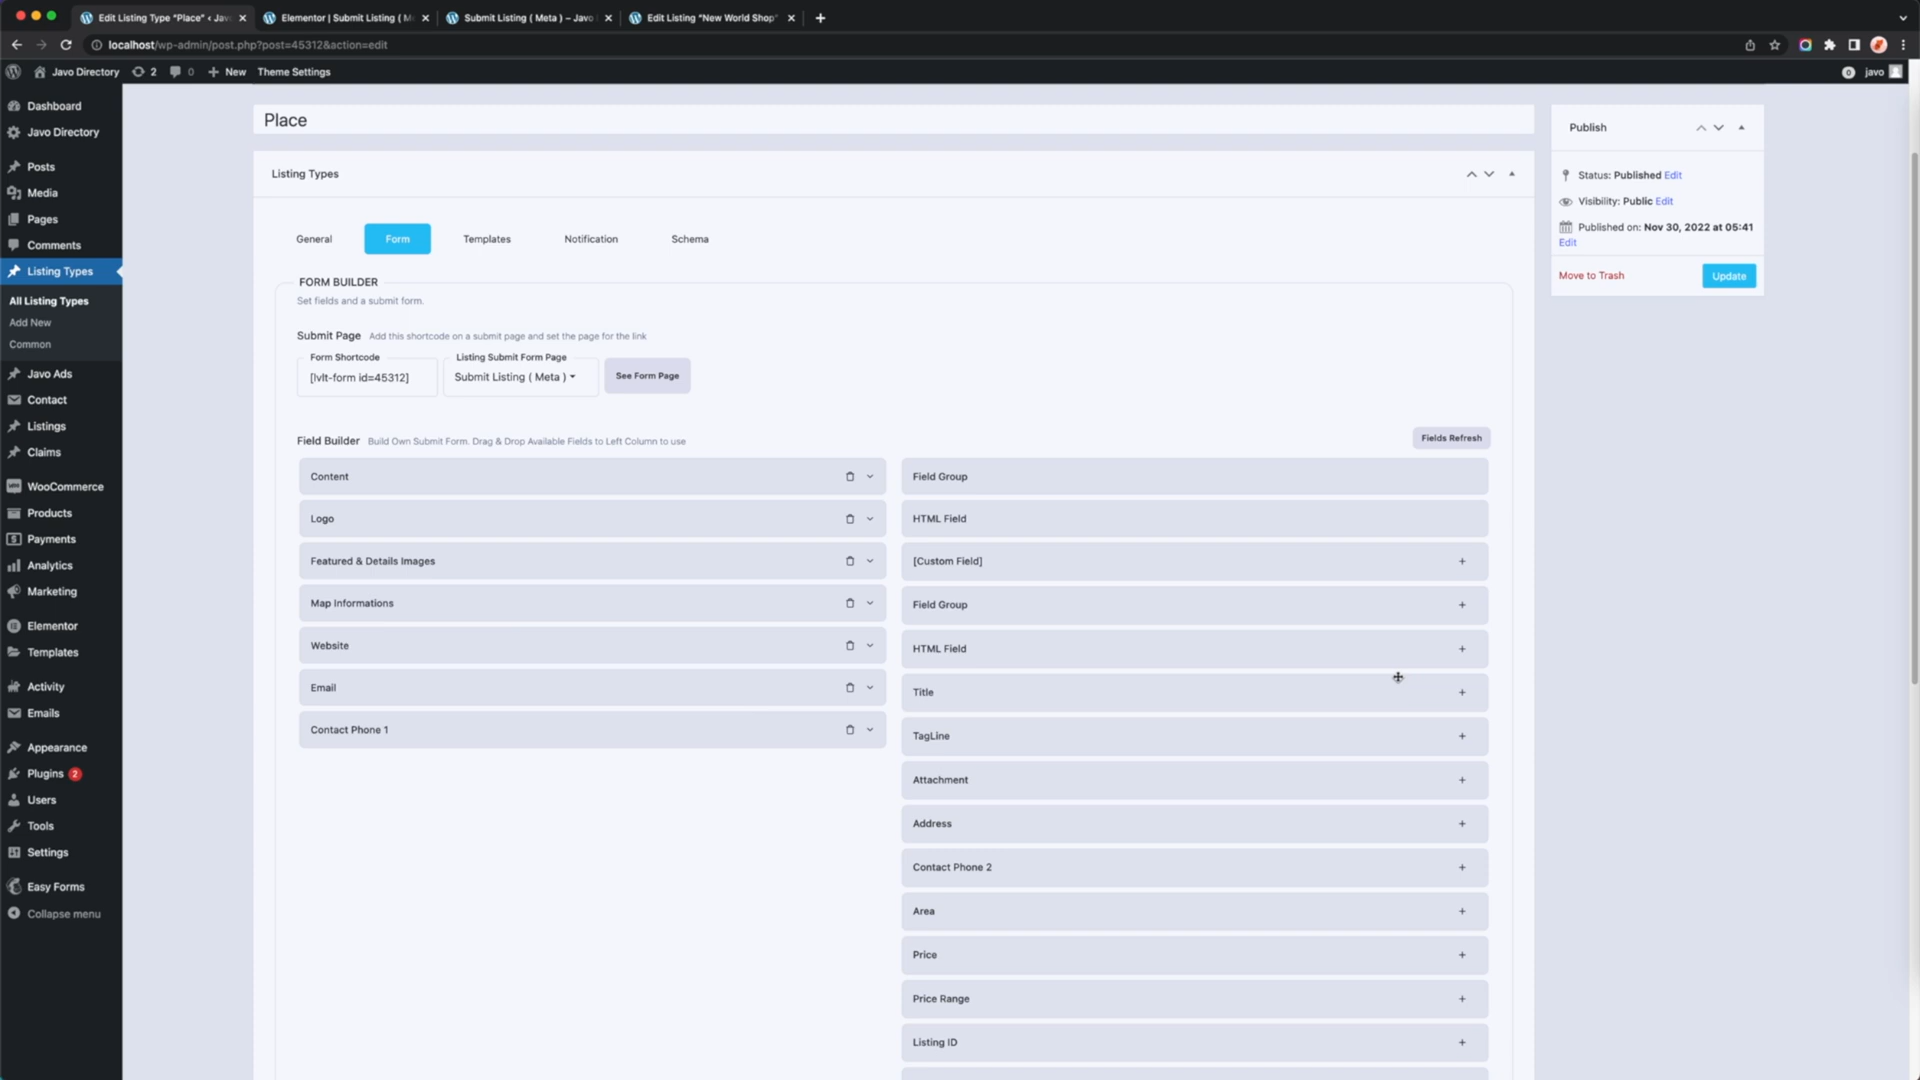 Edit Listing Type "Place" ‹ Jav
Elementor | Submit Listing ( M
Submit Listing ( Meta ) – Javo
Edit Listing "New World Shop"
localhost/wp-admin/post.php?post=45312&action=edit
Javo Directory
2
0
New
Theme Settings
0
javo
Dashboard
Javo Directory
Posts
Media
Pages
Comments
Listing Types
All Listing Types
Add New
Common
Javo Ads
Contact
Listings
Claims
WooCommerce
Products
Payments
Analytics
Marketing
Elementor
Templates
Activity
Emails
Appearance
Plugins 2
Users
Tools
Settings
Easy Forms
Collapse menu
Place
Listing Types
General
Form
Templates
Notification
Schema
FORM BUILDER
Set fields and a submit form.
Submit Page Add this shortcode on a submit page and set the page for the link
Form Shortcode
[lvlt-form id=45312]
Listing Submit Form Page
Submit Listing ( Meta )
See Form Page
Field Builder Build Own Submit Form. Drag & Drop Available Fields to Left Column to use
Fields Refresh
Content
Logo
Featured & Details Images
Map Informations
Website
Email
Contact Phone 1
Field Group
HTML Field
[Custom Field]
Field Group
HTML Field
Title
TagLine
Attachment
Address
Contact Phone 2
Area
Price
Price Range
Listing ID
Publish
Status: Published Edit
Visibility: Public Edit
Published on: Nov 30, 2022 at 05:41
Edit
Move to Trash
Update